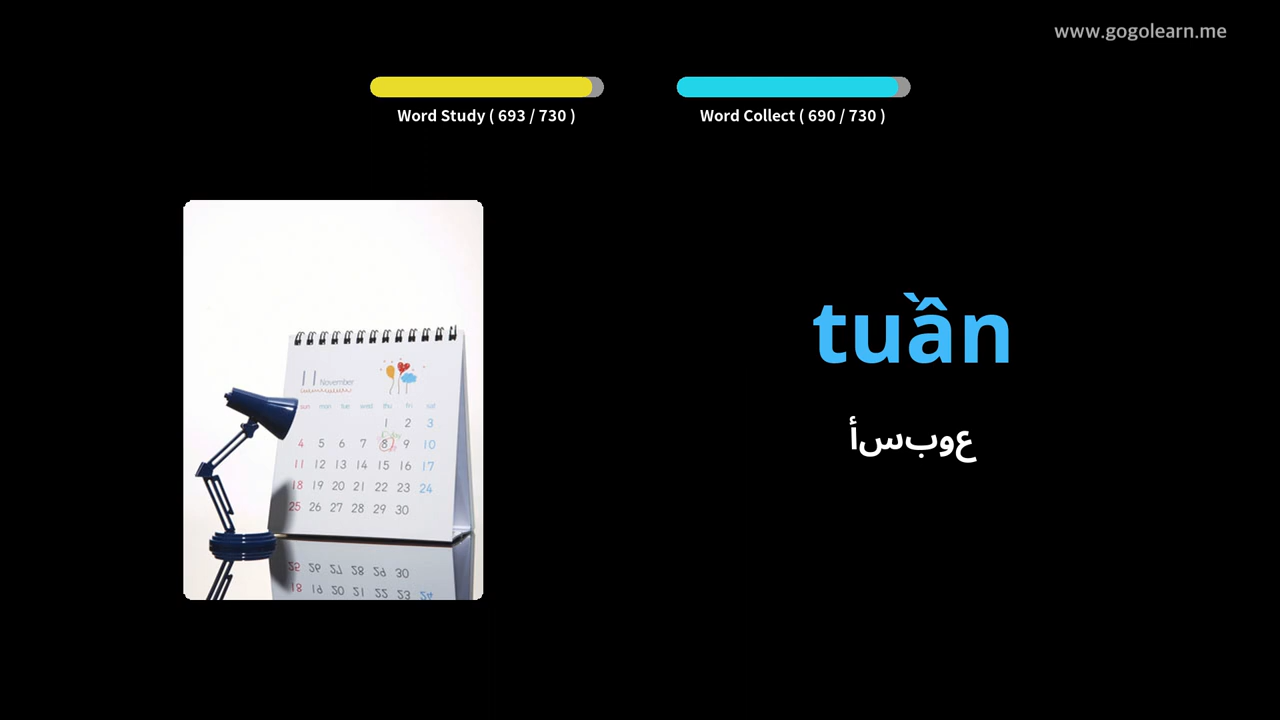 www.gogolearn.me
Word Study ( 693 / 730 )
Word Collect ( 690 / 730 )
11 November
sun mon tue wed thu fri sat
1 2 3
4 5 6 7 8 9 10
11 12 13 14 15 16 17
18 19 20 21 22 23 24
25 26 27 28 29 30
tuần
عوبسأ